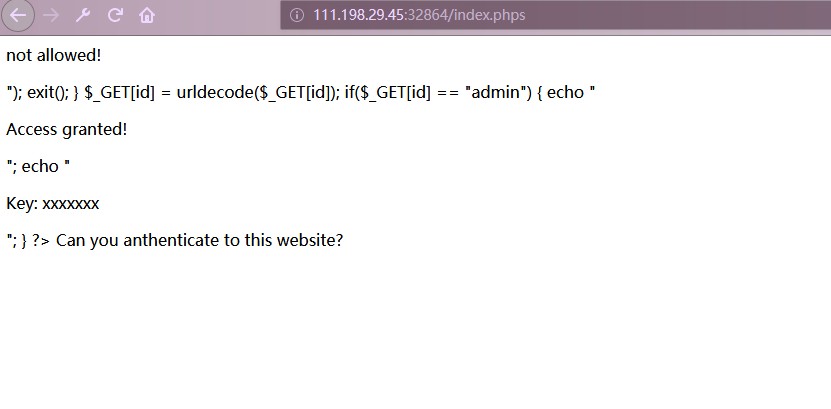 111.198.29.45:32864/index.phps
not allowed!
"); exit(); } $_GET[id] = urldecode($_GET[id]); if($_GET[id] == "admin") { echo "
Access granted!
"; echo "
Key: xxxxxxx
"; } ?> Can you anthenticate to this website?